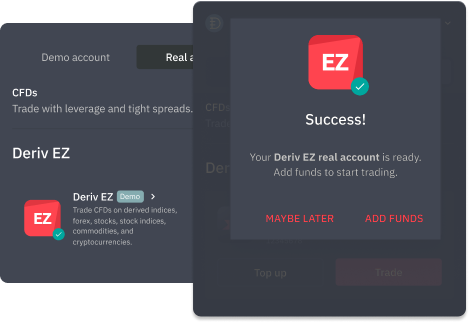 Demo account
Real a
CFDs
Trade with leverage and tight spreads.
Deriv EZ
EZ
Deriv EZ Demo >
Trade CFDs on derived indices,
forex, stocks, stock indices,
commodities, and
cryptocurrencies.
EZ
Success!
Your Deriv EZ real account is ready.
Add funds to start trading.
MAYBE LATER
ADD FUNDS
CFDs
Trade
Der
Top up
Trade